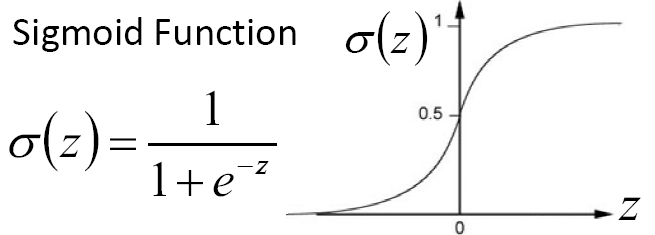 Sigmoid Function
σ(z) = 1 / (1 + e^{-z})
σ(z)
1
0.5
0
z